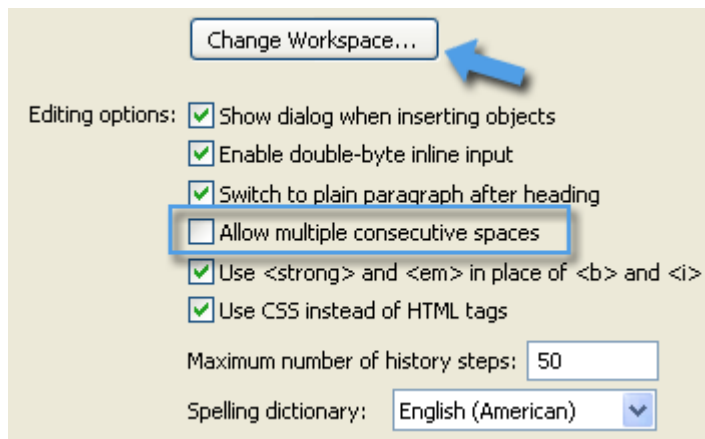 Change Workspace...
Editing options: Show dialog when inserting objects
Enable double-byte inline input
Switch to plain paragraph after heading
Allow multiple consecutive spaces
Use <strong> and <em> in place of <b> and <i>
Use CSS instead of HTML tags
Maximum number of history steps: 50
Spelling dictionary: English (American)